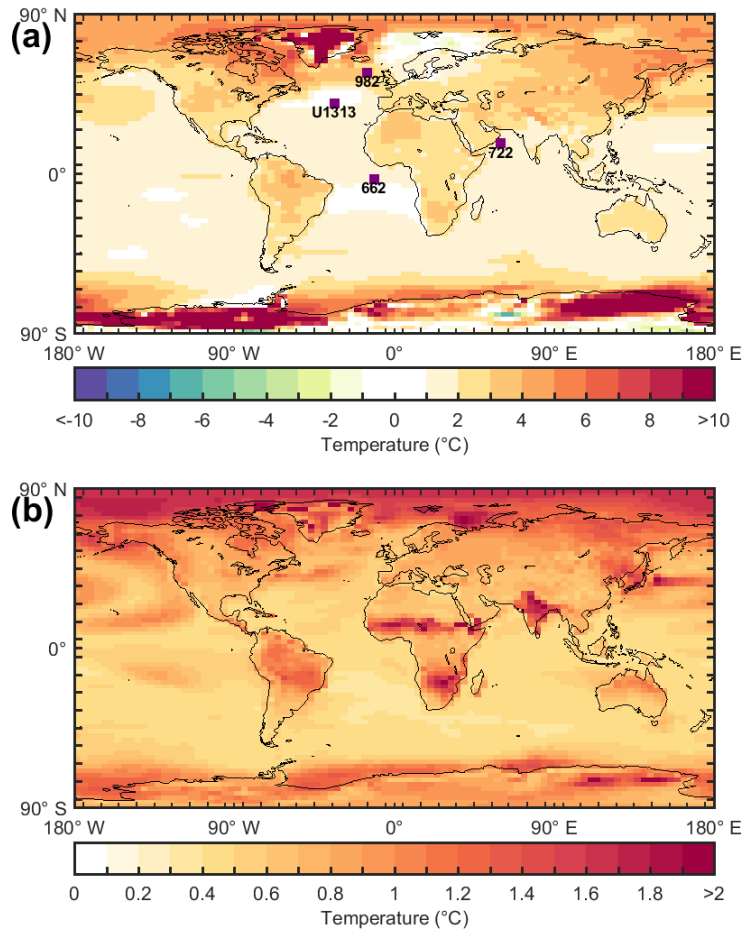 (a)
90° N
0°
90° S
982
U1313
722
662
180° W
90° W
0°
90° E
180° E
<-10
-8
-6
-4
-2
0
2
4
6
8
>10
Temperature (°C)
(b)
90° N
0°
90° S
180° W
90° W
0°
90° E
180° E
0
0.2
0.4
0.6
0.8
1
1.2
1.4
1.6
1.8
>2
Temperature (°C)